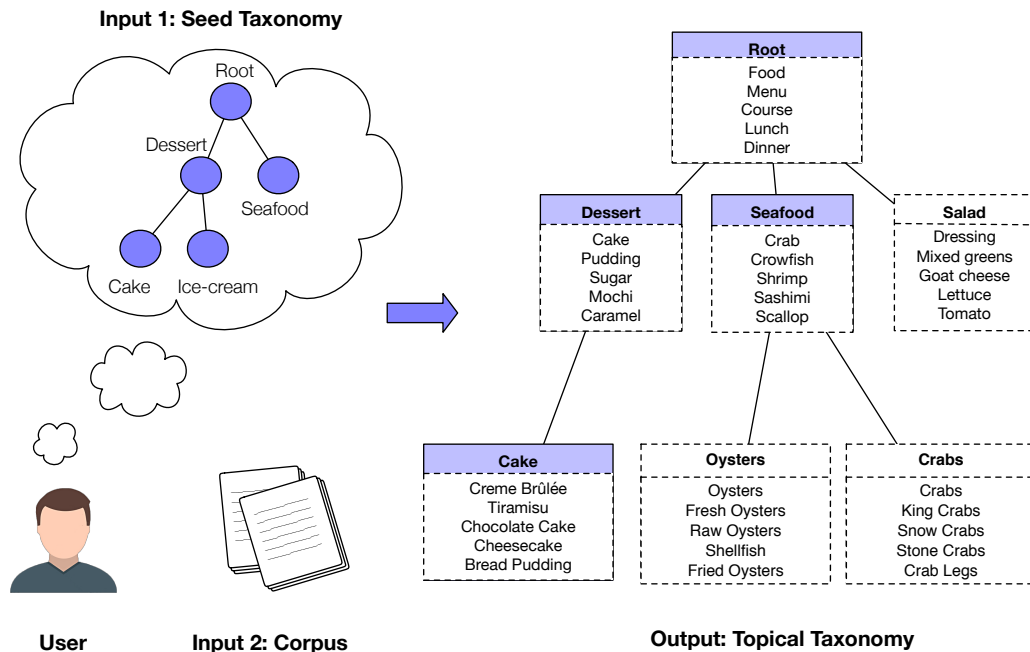 Input 1: Seed Taxonomy
Root
Dessert
Seafood
Cake
Ice-cream
User
Input 2: Corpus
Root
Food
Menu
Course
Lunch
Dinner
Dessert
Cake
Pudding
Sugar
Mochi
Caramel
Seafood
Crab
Crowfish
Shrimp
Sashimi
Scallop
Salad
Dressing
Mixed greens
Goat cheese
Lettuce
Tomato
Cake
Creme Brûlée
Tiramisu
Chocolate Cake
Cheesecake
Bread Pudding
Oysters
Oysters
Fresh Oysters
Raw Oysters
Shellfish
Fried Oysters
Crabs
Crabs
King Crabs
Snow Crabs
Stone Crabs
Crab Legs
Output: Topical Taxonomy